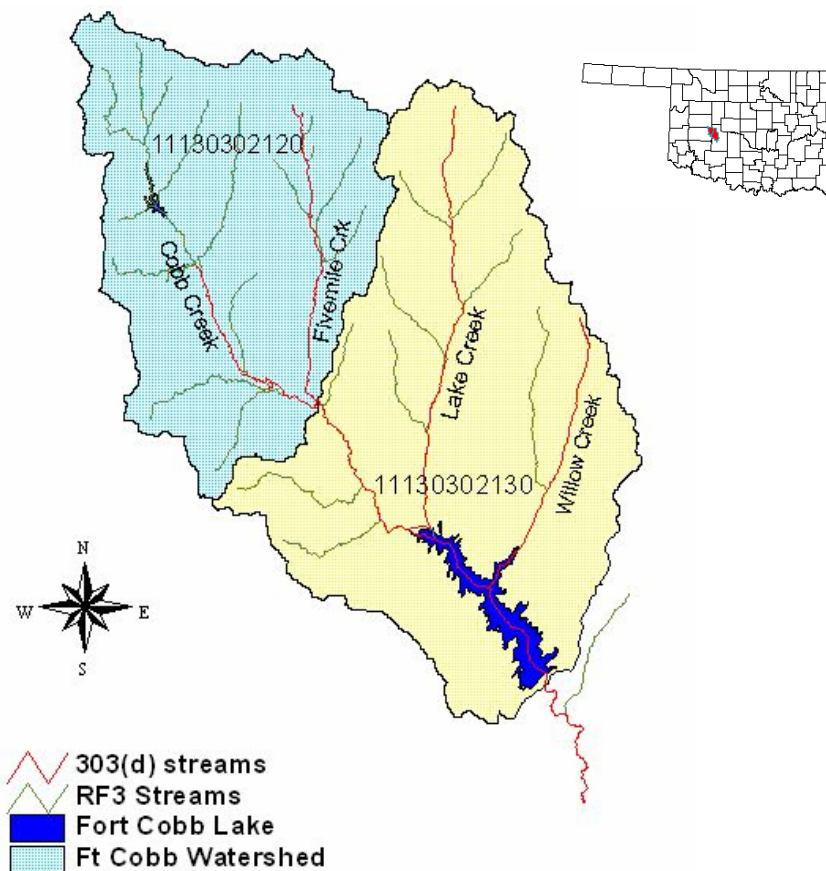 11130302120
Cobb Creek
Fivemile Crk
Lake Creek
Willow Creek
11130302130
N
W E
S
303(d) streams
RF3 Streams
Fort Cobb Lake
Ft Cobb Watershed